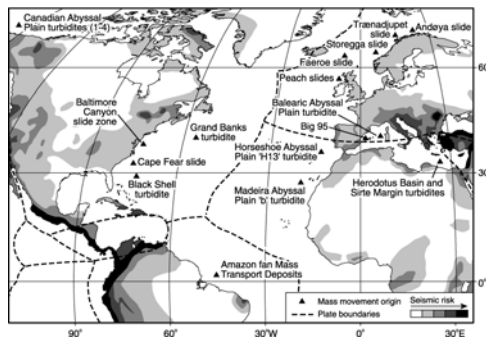 Canadian Abyssal
Plain turbidites (1-4)
Trænadjupet
slide
Andøya slide
Storegga slide
Faeroe slide
60
Peach slides
Balearic Abyssal
Plain turbidite
Baltimore
Canyon
slide zone
Grand Banks
turbidite
Big 95
Horseshoe Abyssal
Plain 'H13' turbidite
Cape Fear slide
30
Black Shell
turbidite
Madeira Abyssal
Plain 'b' turbidite
Herodotus Basin and
Sirte Margin turbidites
Amazon fan Mass
Transport Deposits
0°
Mass movement origin
Plate boundaries
Seismic risk
90°
60°
30°W
0°
30°E